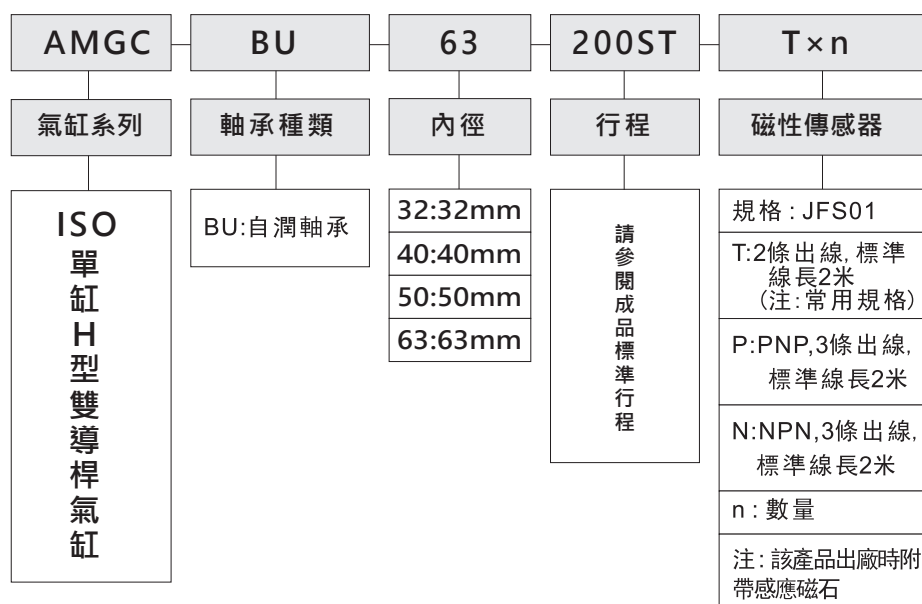 AMGC BU 63 200ST T×n
氣缸系列 軸承種類 內徑 行程 磁性傳感器
ISO
單
缸
H
型
雙
導
桿
氣
缸
BU:自潤軸承
32:32mm
40:40mm
50:50mm
63:63mm
請
參
閱
成
品
標
準
行
程
規格:JFS01
T:2條出線,標準
線長2米
(注:常用規格)
P:PNP,3條出線,
標準線長2米
N:NPN,3條出線,
標準線長2米
n:數量
注:該產品出廠時附
帶感應磁石